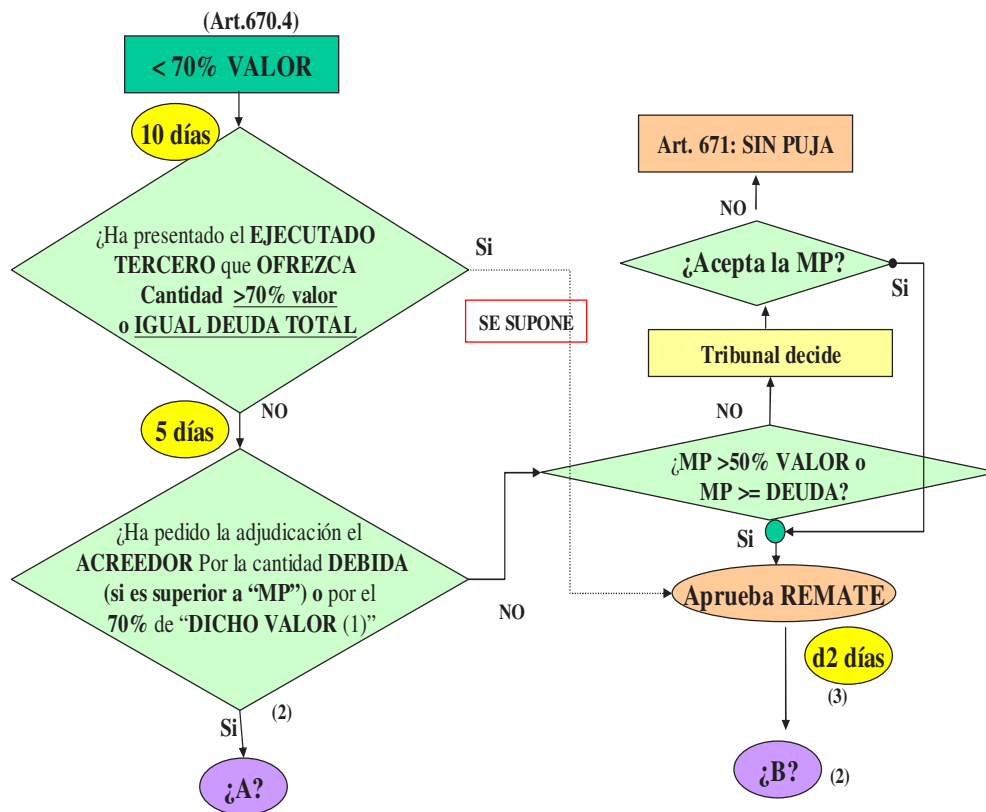 (Art.670.4)
< 70% VALOR
10 días
¿Ha presentado el EJECUTADO
TERCERO que OFREZCA
Cantidad >70% valor
o IGUAL DEUDA TOTAL
Si
SE SUPONE
NO
5 días
¿Ha pedido la adjudicación el
ACREEDOR Por la cantidad DEBIDA
(si es superior a “MP”) o por el
70% de “DICHO VALOR (1)”
NO
(2)
Si
¿A?
Art. 671: SIN PUJA
NO
¿Acepta la MP?
Si
Tribunal decide
NO
¿MP >50% VALOR o
MP >= DEUDA?
Si
Aprueba REMATE
d2 días
(3)
¿B?
(2)